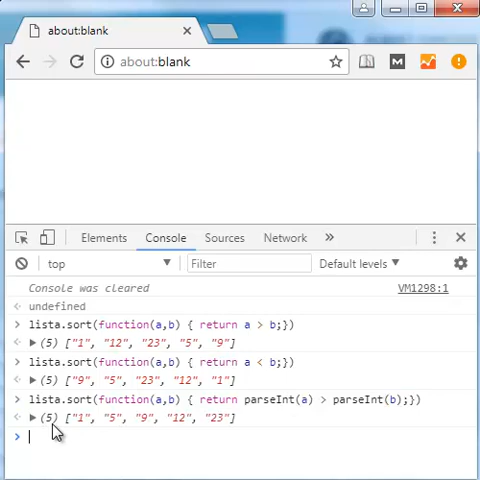 about:blank
about:blank
Elements Console Sources Network »
top Filter Default levels
Console was cleared VM1298:1
undefined
lista.sort(function(a,b) { return a > b;})
(5) ["1", "12", "23", "5", "9"]
lista.sort(function(a,b) { return a < b;})
(5) ["9", "5", "23", "12", "1"]
lista.sort(function(a,b) { return parseInt(a) > parseInt(b);})
(5) ["1", "5", "9", "12", "23"]